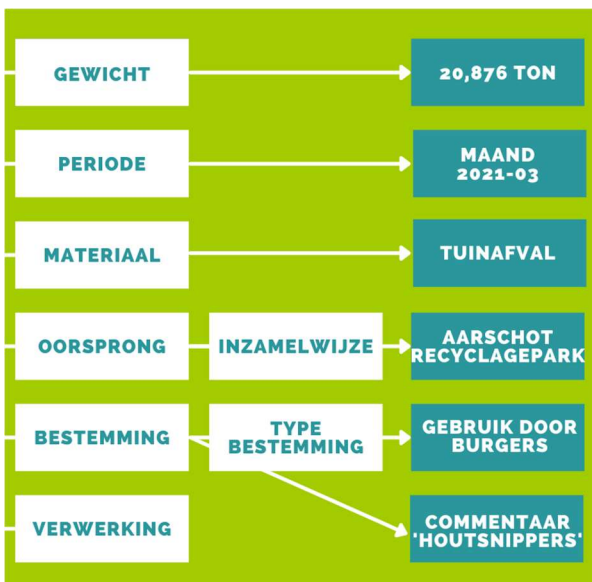 GEWICHT
20,876 TON
PERIODE
MAAND
2021-03
MATERIAAL
TUINAFVAL
OORSPRONG
INZAMELWIJZE
AARSCHOT
RECYCLAGEPARK
BESTEMMING
TYPE
BESTEMMING
GEBRUIK DOOR
BURGERS
VERWERKING
COMMENTAAR
'HOUTSNIPPERS'